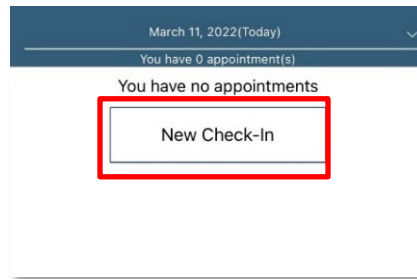 March 11, 2022(Today)
You have 0 appointment(s)
You have no appointments
New Check-In